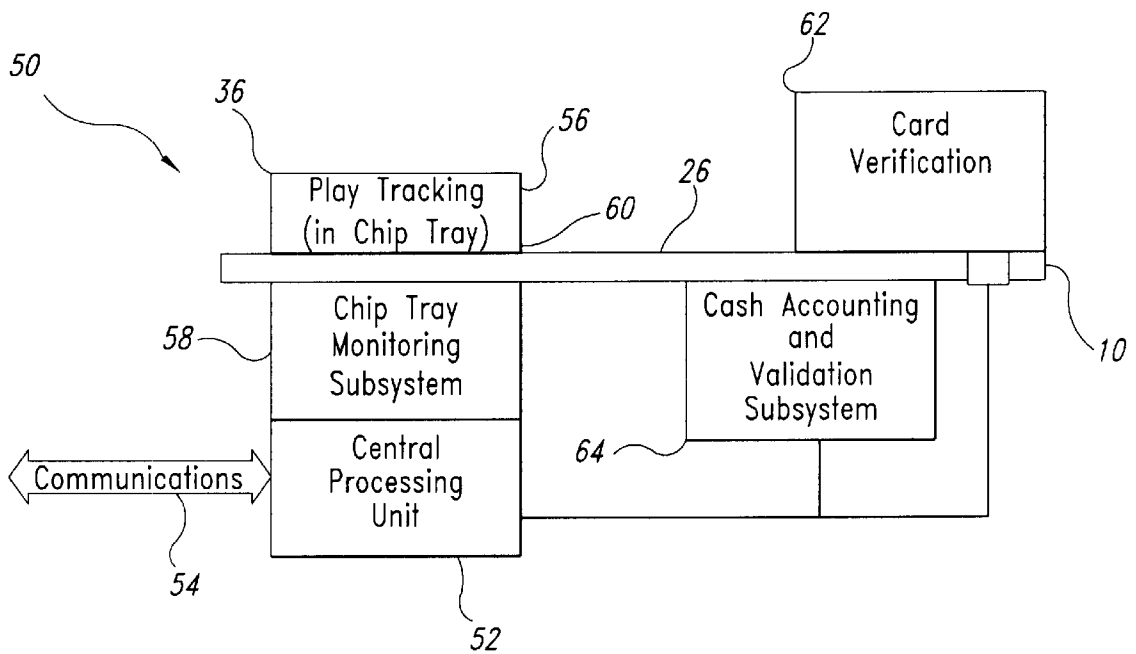 62
50
36
Card
Verification
56
Play Tracking
(in Chip Tray)
26
60
Chip Tray
Monitoring
Subsystem
Cash Accounting
and
Validation
Subsystem
58
10
Central
Processing
Unit
64
Communications
54
52